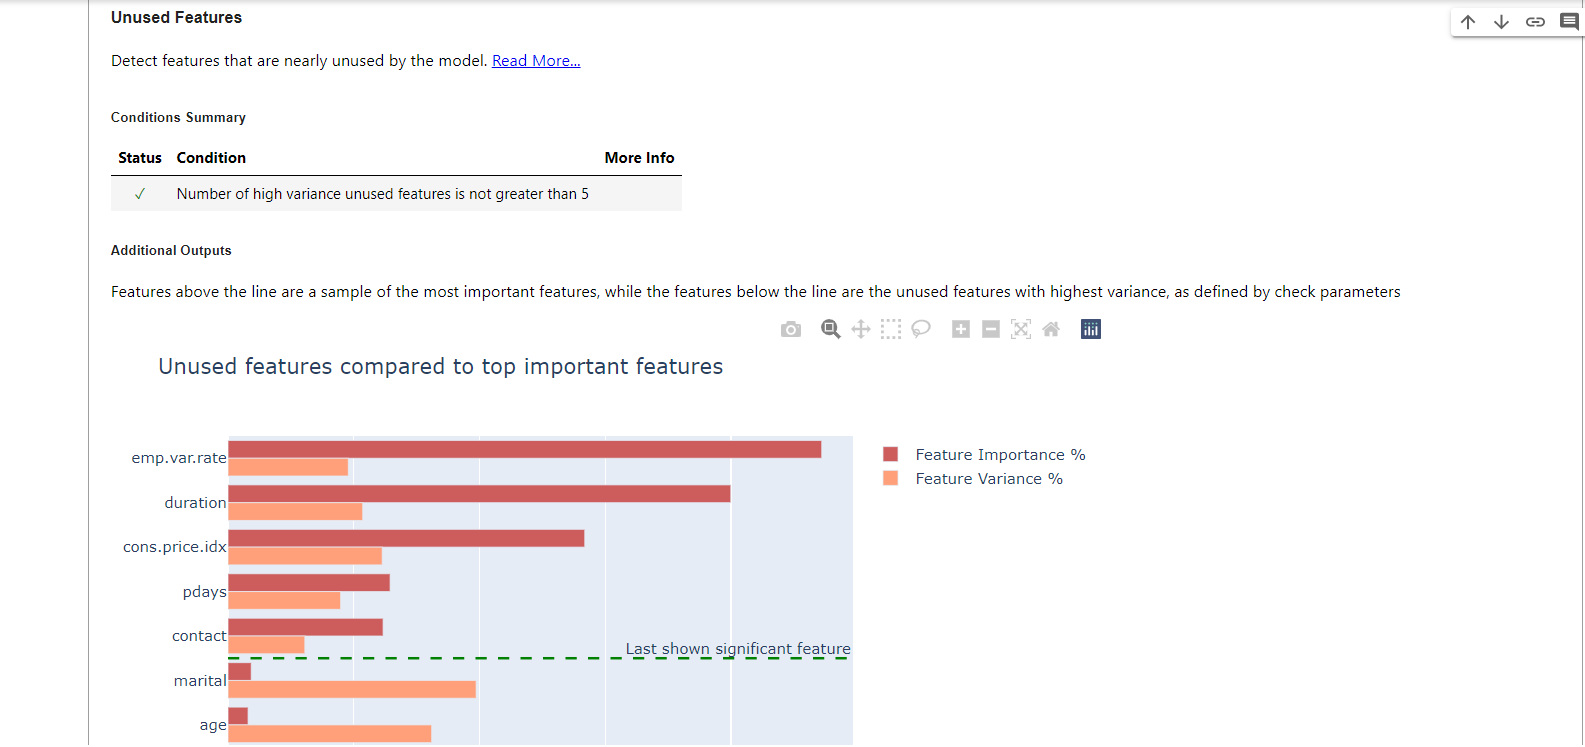 Unused Features
Detect features that are nearly unused by the model. Read More...
Conditions Summary
Status Condition More Info
✓ Number of high variance unused features is not greater than 5
Additional Outputs
Features above the line are a sample of the most important features, while the features below the line are the unused features with highest variance, as defined by check parameters
Unused features compared to top important features
emp.var.rate
duration
cons.price.idx
pdays
contact
marital
age
Last shown significant feature
Feature Importance %
Feature Variance %